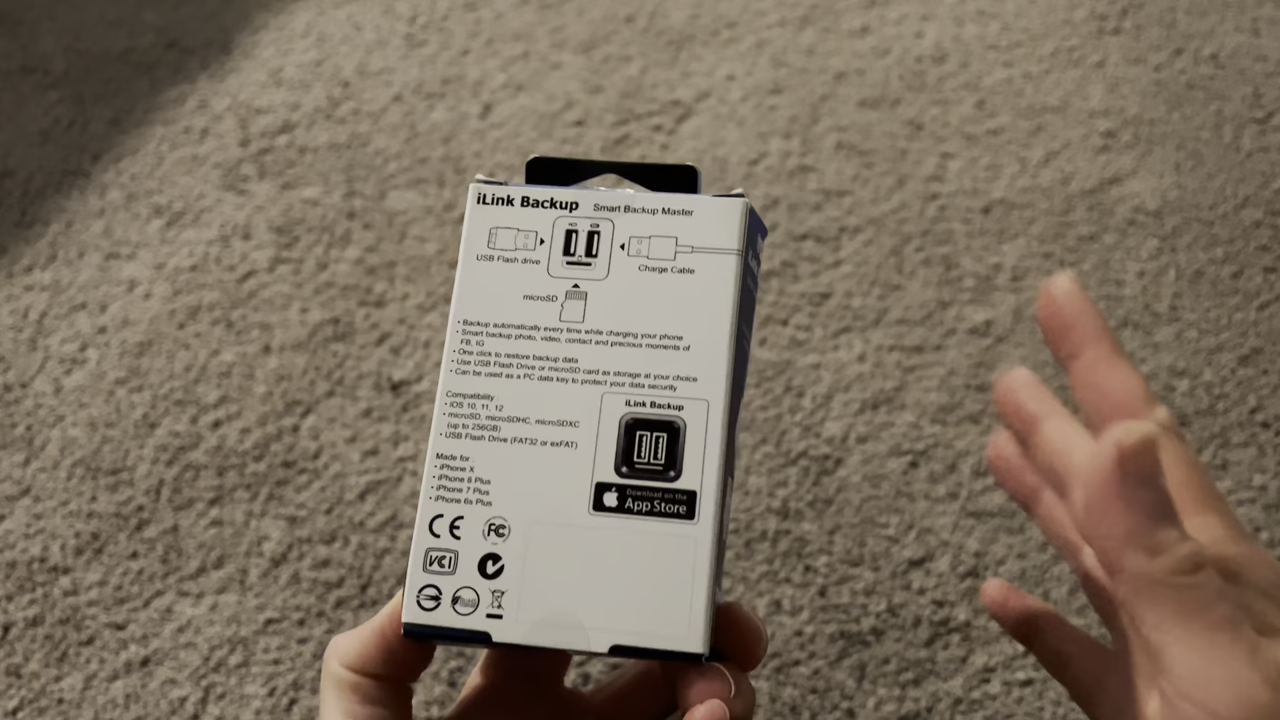 iLink Backup Smart Backup Master
USB Flash drive
Charge Cable
microSD
• Backup automatically every time while charging your phone
• Smart backup photo, video, contact and precious moments of
FB, IG
• One click to restore backup data
• Use USB Flash Drive or microSD card as storage at your choice
• Can be used as a PC data key to protect your data security
Compatibility :
• iOS 10, 11, 12
• microSD, microSDHC, microSDXC
(up to 256GB)
• USB Flash Drive (FAT32 or exFAT)
iLink Backup
Download on the
App Store
Made for :
• iPhone X
• iPhone 8 Plus
• iPhone 7 Plus
• iPhone 6s Plus
CE FC
VCI